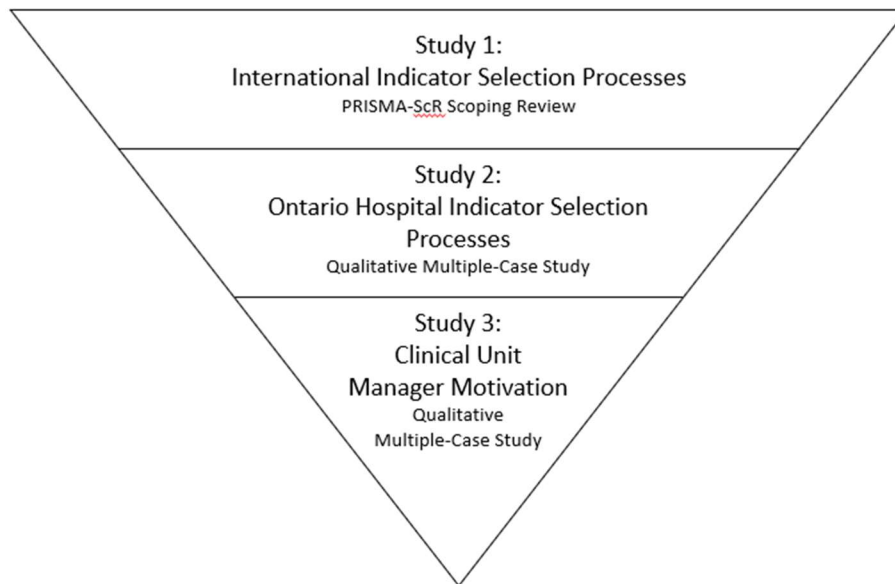 Study 1:
International Indicator Selection Processes
PRISMA-ScR Scoping Review
Study 2:
Ontario Hospital Indicator Selection
Processes
Qualitative Multiple-Case Study
Study 3:
Clinical Unit
Manager Motivation
Qualitative
Multiple-Case Study